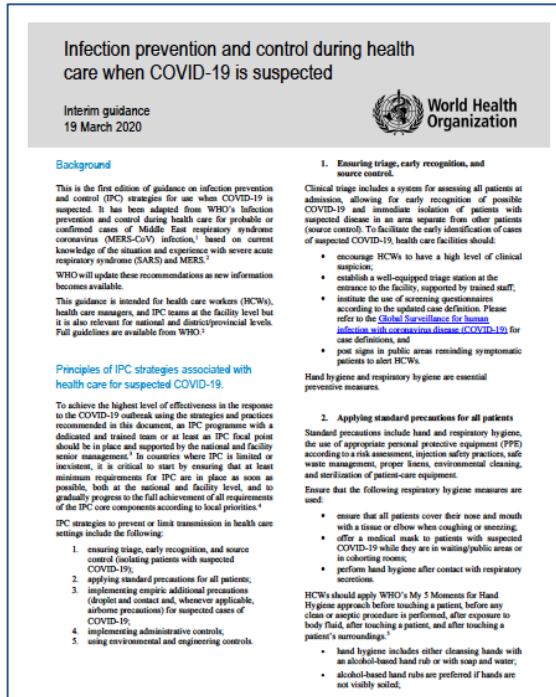 Infection prevention and control during health
care when COVID-19 is suspected
Interim guidance
19 March 2020
World Health
Organization
Background
This is the first edition of guidance on infection prevention
and control (IPC) strategies for use when COVID-19 is
suspected. It has been adapted from WHO's Infection
prevention and control during health care for probable or
confirmed cases of Middle East respiratory syndrome
coronavirus (MERS-CoV) infection,1 based on current
knowledge of the situation and experience with severe acute
respiratory syndrome (SARS) and MERS.2
WHO will update these recommendations as new information
becomes available.
This guidance is intended for health care workers (HCWs),
health care managers, and IPC teams at the facility level but
it is also relevant for national and district/provincial levels.
Full guidelines are available from WHO.2
Principles of IPC strategies associated with
health care for suspected COVID-19.
To achieve the highest level of effectiveness in the response
to the COVID-19 outbreak using the strategies and practices
recommended in this document, an IPC programme with a
dedicated and trained team or at least an IPC focal point
should be in place and supported by the national and facility
senior management.3 In countries where IPC is limited or
inexistent, it is critical to start by ensuring that at least
minimum requirements for IPC are in place as soon as
possible, both at the national and facility level, and to
gradually progress to the full achievement of all requirements
of the IPC core components according to local priorities.4
IPC strategies to prevent or limit transmission in health care
settings include the following:
1. ensuring triage, early recognition, and source
control (isolating patients with suspected
COVID-19);
2. applying standard precautions for all patients;
3. implementing empiric additional precautions
(droplet and contact and, whenever applicable,
airborne precautions) for suspected cases of
COVID-19;
4. implementing administrative controls;
5. using environmental and engineering controls.
1. Ensuring triage, early recognition, and
source control.
Clinical triage includes a system for assessing all patients at
admission, allowing for early recognition of possible
COVID-19 and immediate isolation of patients with
suspected disease in an area separate from other patients
(source control). To facilitate the early identification of cases
of suspected COVID-19, health care facilities should:
• encourage HCWs to have a high level of clinical
suspicion;
• establish a well-equipped triage station at the
entrance to the facility, supported by trained staff;
• institute the use of screening questionnaires
according to the updated case definition. Please
refer to the Global Surveillance for human
infection with coronavirus disease (COVID-19) for
case definitions, and
• post signs in public areas reminding symptomatic
patients to alert HCWs.
Hand hygiene and respiratory hygiene are essential
preventive measures.
2. Applying standard precautions for all patients
Standard precautions include hand and respiratory hygiene,
the use of appropriate personal protective equipment (PPE)
according to a risk assessment, injection safety practices, safe
waste management, proper linens, environmental cleaning,
and sterilization of patient-care equipment.
Ensure that the following respiratory hygiene measures are
used:
• ensure that all patients cover their nose and mouth
with a tissue or elbow when coughing or sneezing;
• offer a medical mask to patients with suspected
COVID-19 while they are in waiting/public areas or
in cohorting rooms;
• perform hand hygiene after contact with respiratory
secretions.
HCWs should apply WHO's My 5 Moments for Hand
Hygiene approach before touching a patient, before any
clean or aseptic procedure is performed, after exposure to
body fluid, after touching a patient, and after touching a
patient's surroundings.5
• hand hygiene includes either cleansing hands with
an alcohol-based hand rub or with soap and water;
• alcohol-based hand rubs are preferred if hands are
not visibly soiled;